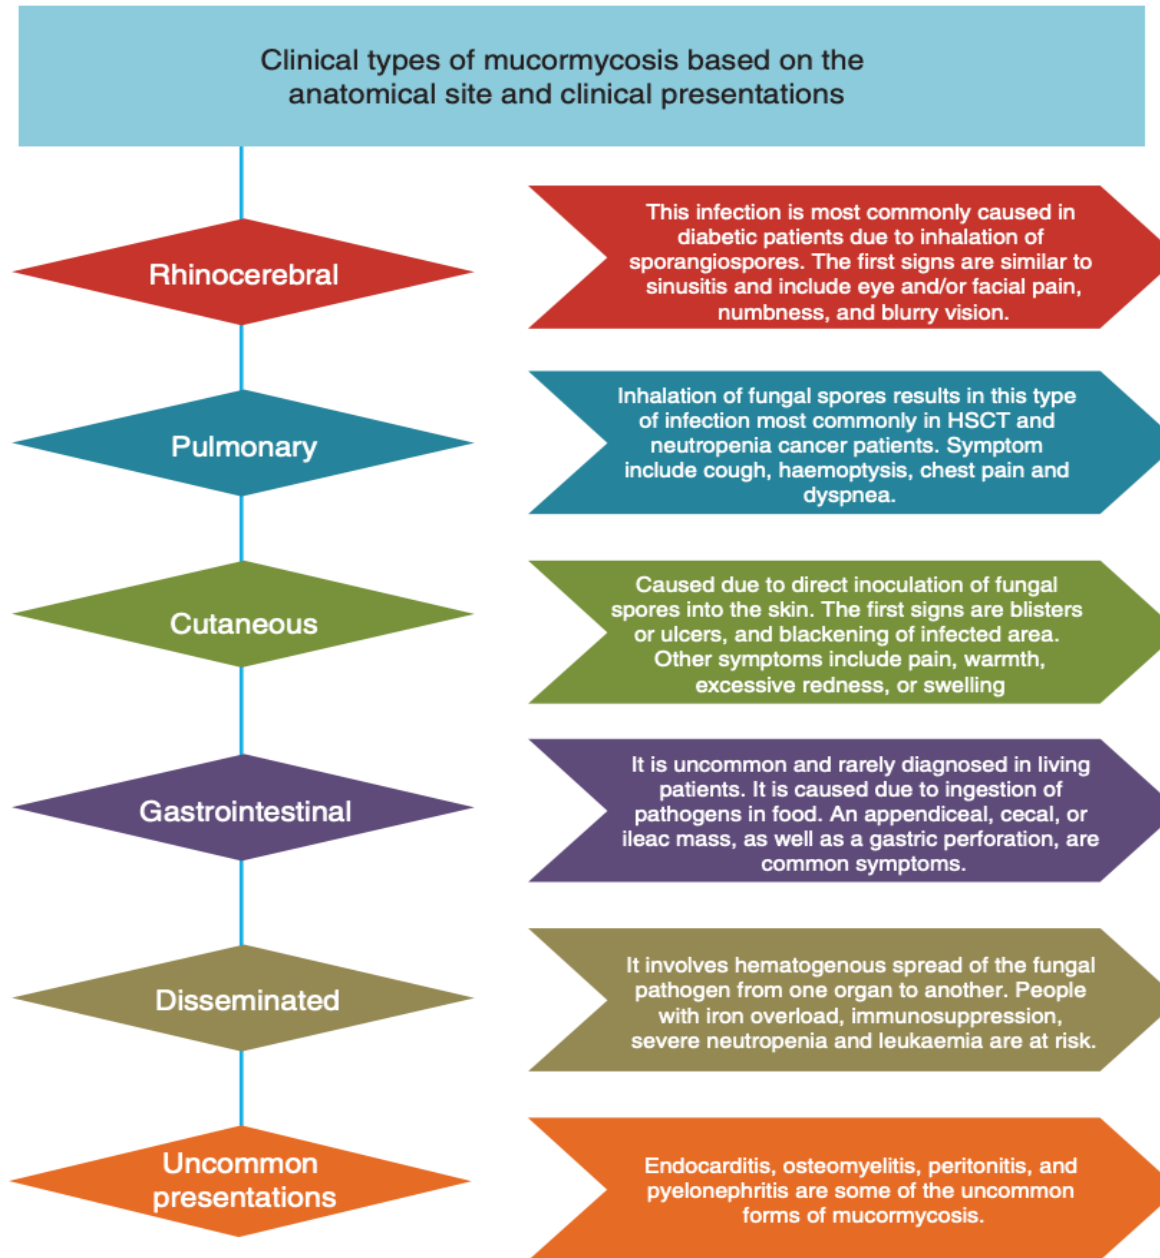 Clinical types of mucormycosis based on the
anatomical site and clinical presentations
Rhinocerebral
This infection is most commonly caused in
diabetic patients due to inhalation of
sporangiospores. The first signs are similar to
sinusitis and include eye and/or facial pain,
numbness, and blurry vision.
Pulmonary
Inhalation of fungal spores results in this type
of infection most commonly in HSCT and
neutropenia cancer patients. Symptom
include cough, haemoptysis, chest pain and
dyspnea.
Cutaneous
Caused due to direct inoculation of fungal
spores into the skin. The first signs are blisters
or ulcers, and blackening of infected area.
Other symptoms include pain, warmth,
excessive redness, or swelling
Gastrointestinal
It is uncommon and rarely diagnosed in living
patients. It is caused due to ingestion of
pathogens in food. An appendiceal, cecal, or
ileac mass, as well as a gastric perforation, are
common symptoms.
Disseminated
It involves hematogenous spread of the fungal
pathogen from one organ to another. People
with iron overload, immunosuppression,
severe neutropenia and leukaemia are at risk.
Uncommon
presentations
Endocarditis, osteomyelitis, peritonitis, and
pyelonephritis are some of the uncommon
forms of mucormycosis.